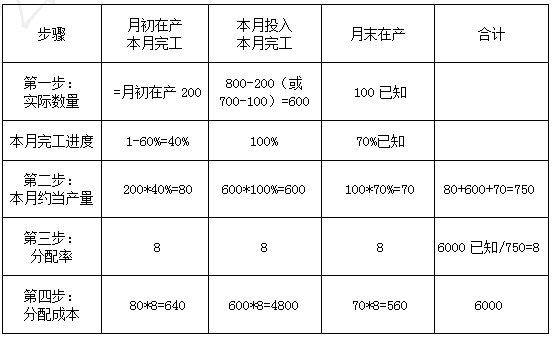 步骤
月初在产
本月完工
本月投入
本月完工
月末在产
合计
第一步：
实际数量
=月初在产 200
800-200（或
700-100）=600
100 已知
本月完工进度
1-60%=40%
100%
70%已知
第二步：
本月约当产量
200*40%=80
600*100%=600
100*70%=70
80+600+70=750
第三步：
分配率
8
8
8
6000 已知/750=8
第四步：
分配成本
80*8=640
600*8=4800
70*8=560
6000